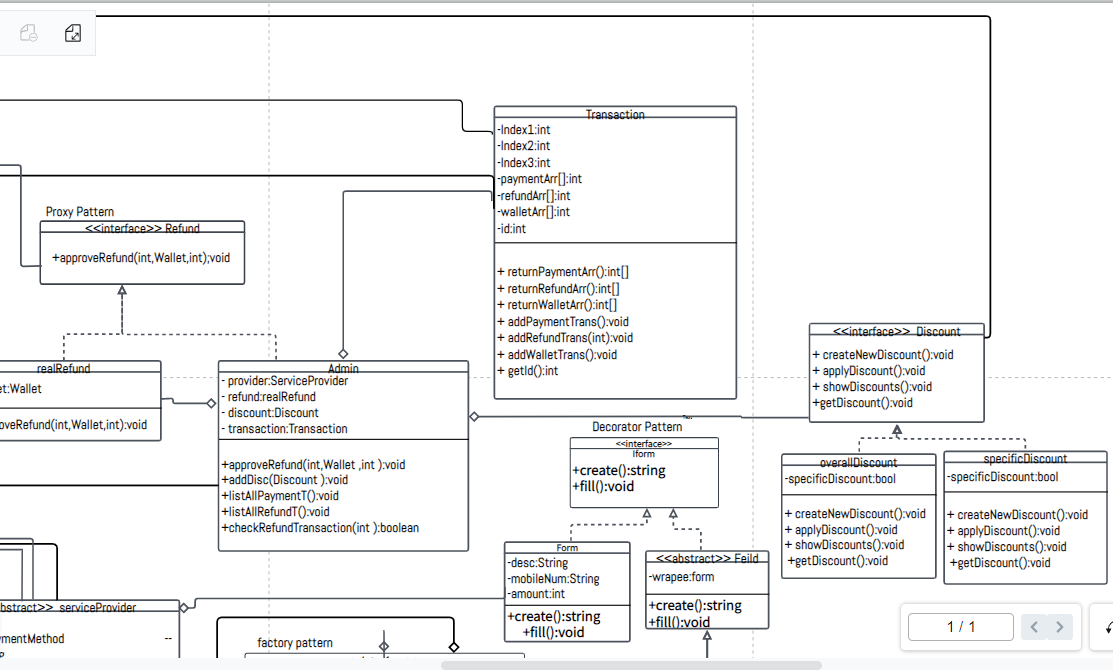 Transaction
-Index1:int
-Index2:int
-Index3:int
-paymentArr[]:int
-refundArr[]:int
-walletArr[]:int
-id:int
+ returnPaymentArr():int[]
+ returnRefundArr():int[]
+ returnWalletArr():int[]
+ addPaymentTrans():void
+ addRefundTrans(int):void
+ addWalletTrans():void
+ getId():int
Proxy Pattern
<<interface>> Refund
+approveRefund(int,Wallet,int);void
realRefund
et:Wallet
oveRefund(int,Wallet,int):void
Admin
- provider:ServiceProvider
- refund:realRefund
- discount:Discount
- transaction:Transaction
+approveRefund(int,Wallet ,int ):void
+addDisc(Discount ):void
+listAllPaymentT():void
+listAllRefundT():void
+checkRefundTransaction(int ):boolean
<<interface>> Discount
+ createNewDiscount():void
+ applyDiscount():void
+ showDiscounts():void
+getDiscount():void
Decorator Pattern
<<interface>>
Iform
+create():string
+fill():void
overallDiscount
-specificDiscount:bool
+ createNewDiscount():void
+ applyDiscount():void
+ showDiscounts():void
+getDiscount():void
specificDiscount
-specificDiscount:bool
+ createNewDiscount():void
+ applyDiscount():void
+ showDiscounts():void
+getDiscount():void
Form
-desc:String
-mobileNum:String
-amount:int
+create():string
+fill():void
<<abstract>> Feild
-wrapee:form
+create():string
+fill():void
bstract>> serviceProvider
mentMethod
--
factory pattern
1 / 1